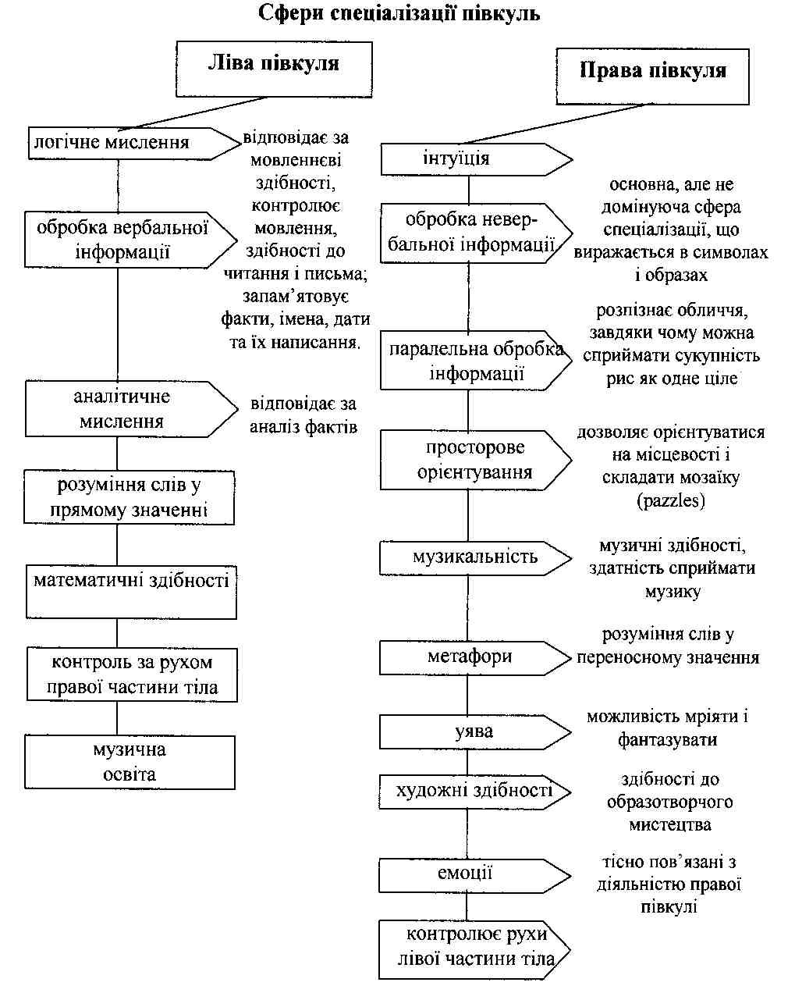 Сфери спеціалізації півкуль
Ліва півкуля
логічне мислення
відповідає за
мовленнєві
здібності,
контролює
мовлення,
здібності до
читання і письма;
запам’ятовує
факти, імена, дати
та їх написання.
обробка вербальної
інформації
аналітичне
мислення
відповідає за
аналіз фактів
розуміння слів у
прямому значенні
математичні здібності
контроль за рухом
правої частини тіла
музична
освіта
Права півкуля
інтуїція
обробка невер-
бальної інформації
основна, але не
домінуюча сфера
спеціалізації, що
виражається в символах
і образах
паралельна обробка
інформації
розпізнає обличчя,
завдяки чому можна
сприймати сукупність
рис як одне ціле
просторове
орієнтування
дозволяє орієнтуватися
на місцевості і
складати мозаїку
(pazzles)
музикальність
музичні здібності,
здатність сприймати
музику
метафори
розуміння слів у
переносному значення
уява
можливість мріяти і
фантазувати
художні здібності
здібності до
образотворчого
мистецтва
емоції
тісно пов’язані з
діяльністю правої
півкулі
контролює рухи
лівої частини тіла